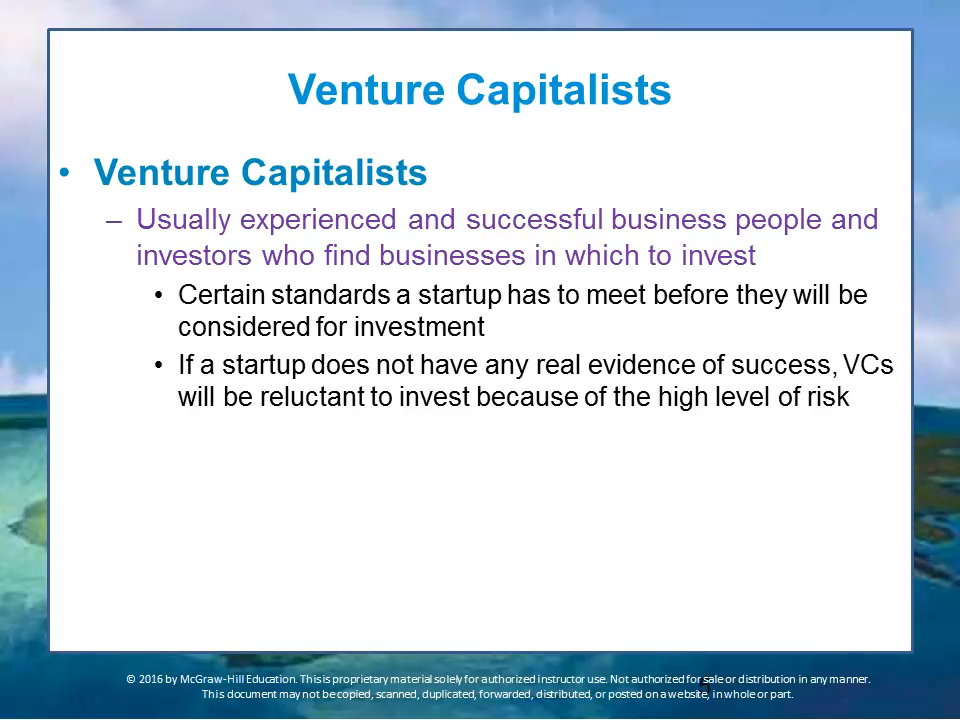 Venture Capitalists
• Venture Capitalists
– Usually experienced and successful business people and
investors who find businesses in which to invest
• Certain standards a startup has to meet before they will be
considered for investment
• If a startup does not have any real evidence of success, VCs
will be reluctant to invest because of the high level of risk
© 2016 by McGraw-Hill Education. This is proprietary material solely for authorized instructor use. Not authorized for sale or distribution in any manner.
This document may not be copied, scanned, duplicated, forwarded, distributed, or posted on a website, in whole or part.
5